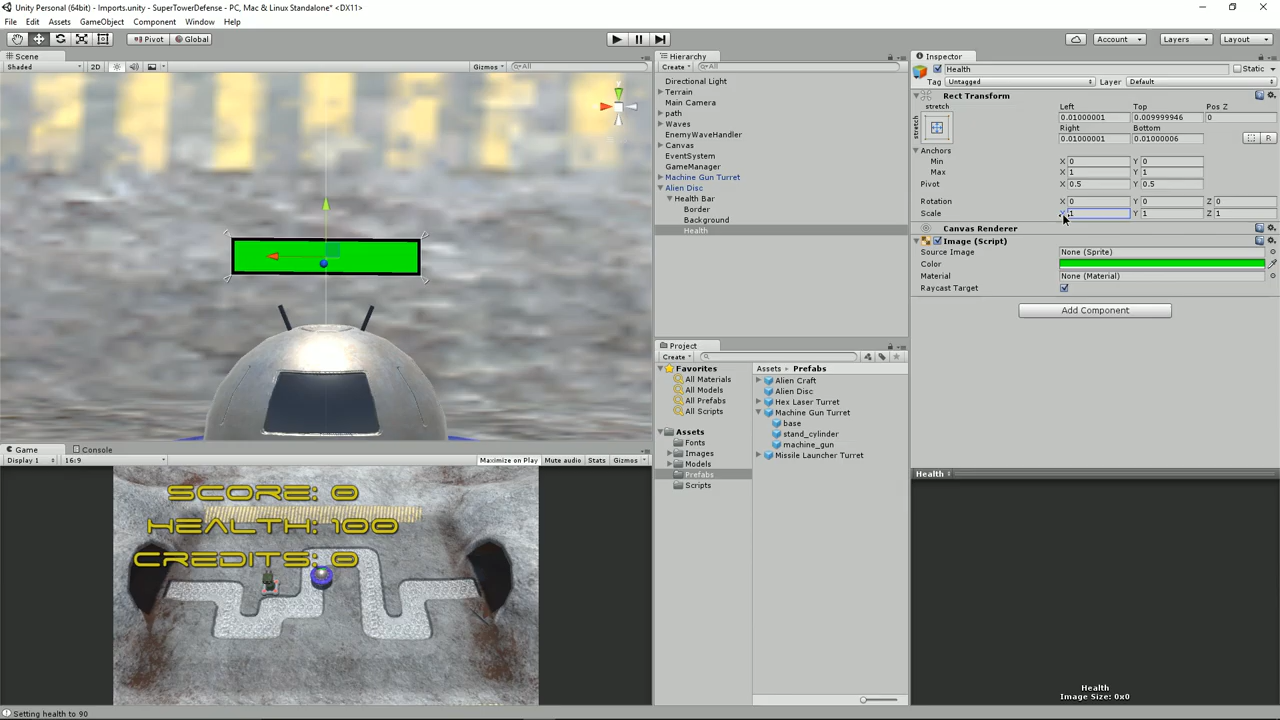 Unity Personal (64bit) - Imports.unity - SuperTowerDefense - PC, Mac & Linux Standalone* <DX11>
File Edit Assets GameObject Component Window Help
Pivot Global Account Layers Layout
Scene
Shaded 2D Gizmos All
Hierarchy
Create All
Directional Light
Terrain
Main Camera
path
Waves
EnemyWaveHandler
Canvas
EventSystem
GameManager
Machine Gun Turret
Alien Disc
Health Bar
Border
Background
Health
Inspector
Health Static
Tag Untagged Layer Default
Rect Transform
stretch Left Top Pos Z
stretch 0.01000001 0.009999946 0
Right Bottom
0.01000001 0.01000006 R
Anchors
Min X 0 Y 0
Max X 1 Y 1
Pivot X 0.5 Y 0.5
Rotation X 0 Y 0 Z 0
Scale X 1 Y 1 Z 1
Canvas Renderer
Image (Script)
Source Image None (Sprite)
Color
Material None (Material)
Raycast Target
Add Component
Project
Create
Favorites
All Materials
All Models
All Prefabs
All Scripts
Assets
Fonts
Images
Models
Prefabs
Scripts
Assets Prefabs
Alien Craft
Alien Disc
Hex Laser Turret
Machine Gun Turret
base
stand_cylinder
machine_gun
Missile Launcher Turret
Game Console
Display 1 16:9 Maximize on Play Mute audio Stats Gizmos
SCORE: 0
HEALTH: 100
CREDITS: 0
Health
Health
Image Size: 0x0
Setting health to 90